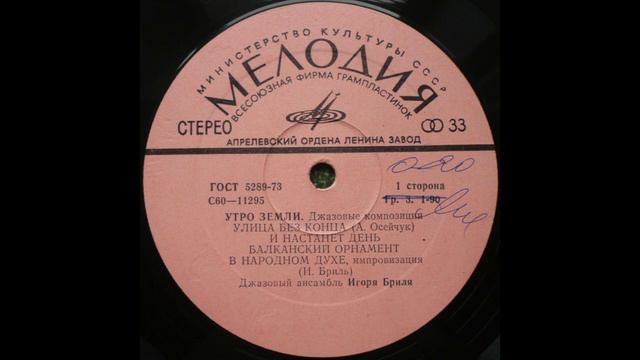 МИНИСТЕРСТВО КУЛЬТУРЫ СССР
МЕЛОДИЯ
ВСЕСОЮЗНАЯ ФИРМА ГРАМПЛАСТИНОК
СТЕРЕО
33
АПРЕЛЕВСКИЙ ОРДЕНА ЛЕНИНА ЗАВОД
ГОСТ 5289-73
1 сторона
С60—11295
Гр. 3. 1-90
УТРО ЗЕМЛИ. Джазовые композиции
УЛИЦА БЕЗ КОНЦА (А. Осейчук)
И НАСТАНЕТ ДЕНЬ
БАЛКАНСКИЙ ОРНАМЕНТ
В НАРОДНОМ ДУХЕ, импровизация
(И. Бриль)
Джазовый ансамбль Игоря Бриля